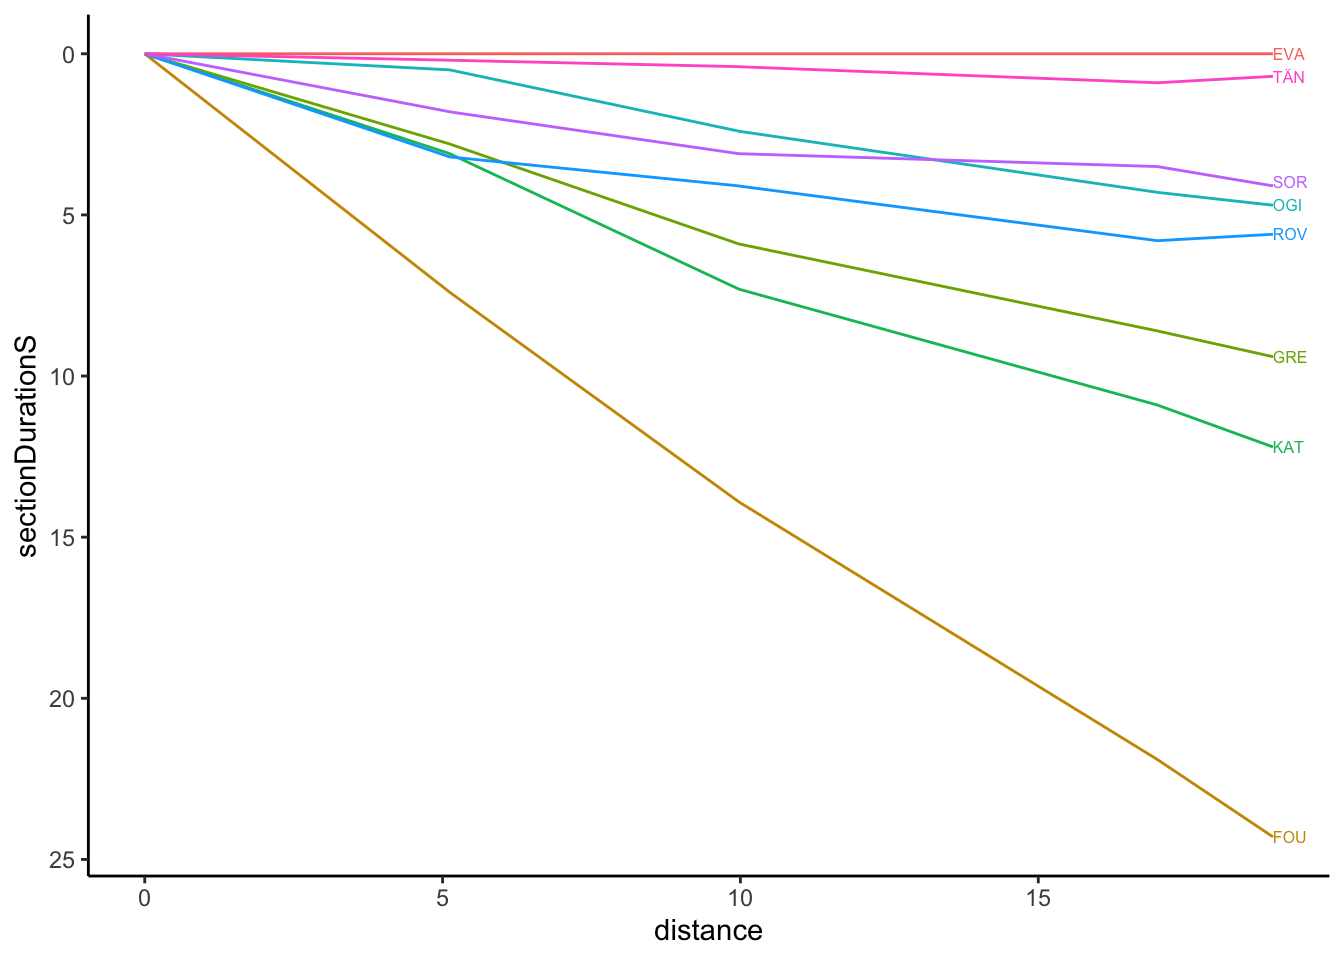 0
5
10
15
20
25
sectionDurationS
EVA
TÄN
SOR
OGI
ROV
GRE
KAT
FOU
0 5 10 15
distance